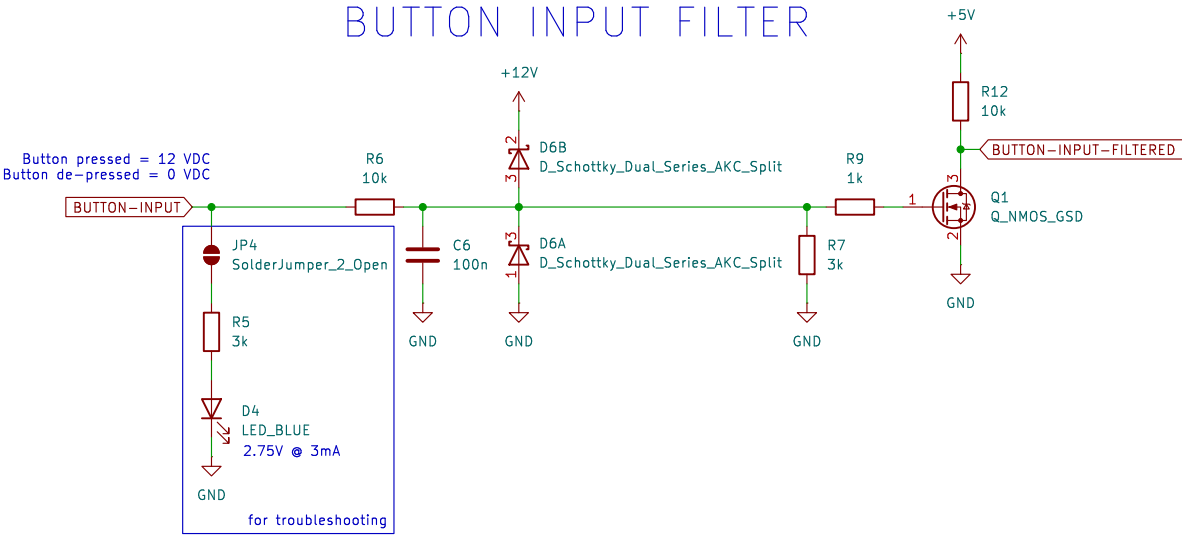 BUTTON INPUT FILTER
+5V
+12V
R12
10k
D6B
D_Schottky_Dual_Series_AKC_Split
2
3
BUTTON-INPUT-FILTERED
Button pressed = 12 VDC
Button de-pressed = 0 VDC
R6
10k
R9
1k
BUTTON-INPUT
1
3
2
Q1
Q_NMOS_GSD
JP4
SolderJumper_2_Open
C6
100n
3
1
D6A
D_Schottky_Dual_Series_AKC_Split
R7
3k
GND
R5
3k
GND
GND
GND
D4
LED_BLUE
2.75V @ 3mA
GND
for troubleshooting